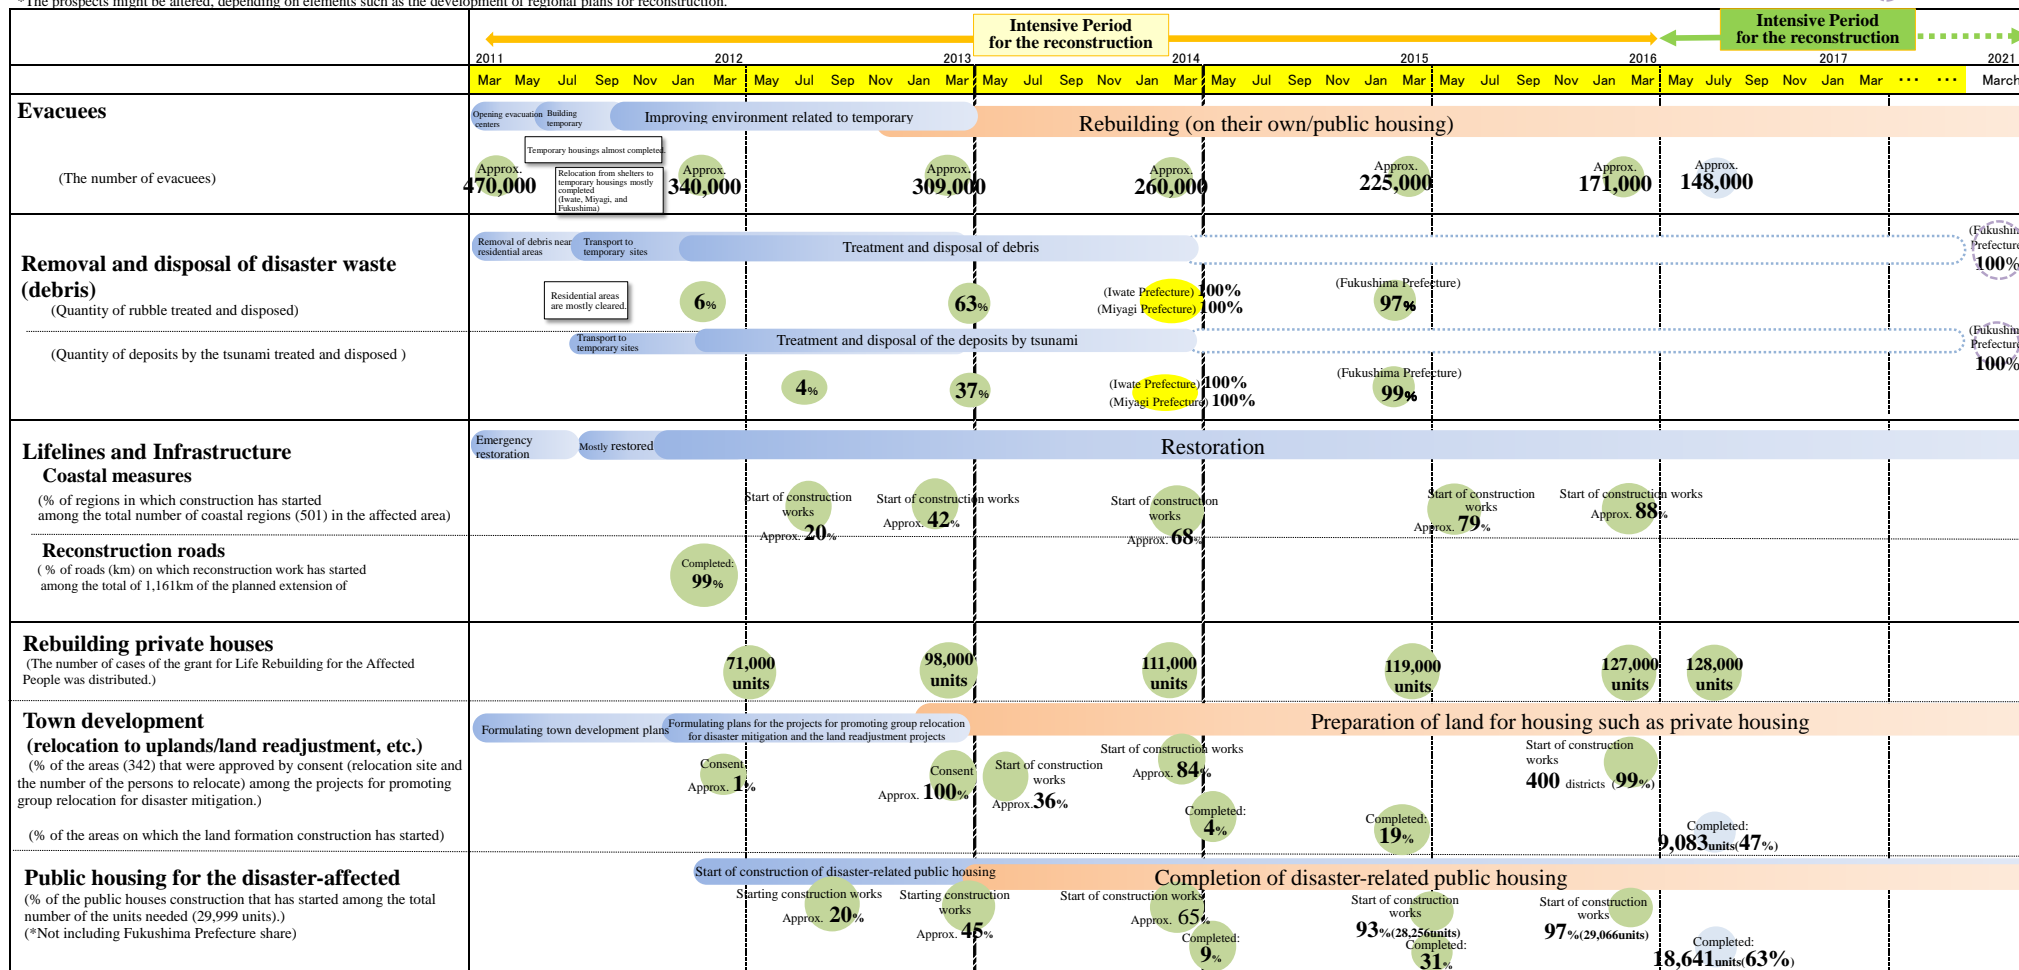 *The prospects might be altered, depending on elements such as the development of regional plans for reconstruction.
Intensive Period
for the reconstruction
Intensive Period
for the reconstruction
2011 2012 2013 2014 2015 2016 2017 2021
Mar May Jul Sep Nov Jan Mar May Jul Sep Nov Jan Mar May Jul Sep Nov Jan Mar May Jul Sep Nov Jan Mar May Jul Sep Nov Jan Mar May July Sep Nov Jan Mar ··· ··· March
Evacuees
Opening evacuation
centers
Building
temporary
Improving environment related to temporary
Rebuilding (on their own/public housing)
Temporary housings almost completed.
Relocation from shelters to
temporary housings mostly
completed
(Iwate, Miyagi, and
Fukushima)
(The number of evacuees)
Approx.
470,000
Approx.
340,000
Approx.
309,000
Approx.
260,000
Approx.
225,000
Approx.
171,000
Approx.
148,000
Removal and disposal of disaster waste
(debris)
(Quantity of rubble treated and disposed)
Removal of debris near
residential areas
Transport to
temporary sites
Treatment and disposal of debris
Residential areas
are mostly cleared.
6%
63%
(Iwate Prefecture) 100%
(Miyagi Prefecture) 100%
(Fukushima Prefecture)
97%
(Fukushima
Prefecture
100%
(Quantity of deposits by the tsunami treated and disposed )
Transport to
temporary sites
Treatment and disposal of the deposits by tsunami
4%
37%
(Iwate Prefecture) 100%
(Miyagi Prefecture) 100%
(Fukushima Prefecture)
99%
Prefecture
100%
Lifelines and Infrastructure
Emergency
restoration
Mostly restored
Restoration
Coastal measures
(% of regions in which construction has started
among the total number of coastal regions (501) in the affected area)
Start of construction
works
Approx. 20%
Start of construction works
Approx. 42%
Start of construction
works
Approx. 68%
Start of construction
works
Approx. 79%
Start of construction works
Approx. 88%
Reconstruction roads
( % of roads (km) on which reconstruction work has started
among the total of 1,161km of the planned extension of
Completed:
99%
Rebuilding private houses
(The number of cases of the grant for Life Rebuilding for the Affected
People was distributed.)
71,000
units
98,000
units
111,000
units
119,000
units
127,000
units
128,000
units
Town development
(relocation to uplands/land readjustment, etc.)
(% of the areas (342) that were approved by consent (relocation site and
the number of the persons to relocate) among the projects for promoting
group relocation for disaster mitigation.)
(% of the areas on which the land formation construction has started)
Formulating town development plans
Formulating plans for the projects for promoting group relocation
for disaster mitigation and the land readjustment projects
Preparation of land for housing such as private housing
Consent
Approx. 1%
Consent
Approx. 100%
Start of construction
works
Approx.36%
Start of construction works
Approx. 84%
Start of construction
works
400 districts (99%)
Completed:
4%
Completed:
19%
Completed:
9,083units(47%)
Public housing for the disaster-affected
(% of the public houses construction that has started among the total
number of the units needed (29,999 units).)
(*Not including Fukushima Prefecture share)
Start of construction of disaster-related public housing
Completion of disaster-related public housing
Starting construction works
Approx. 20%
Starting construction
works
Approx. 45%
Start of construction works
Approx. 65%
Start of construction
works
93%(28,256units)
Start of construction
works
97%(29,066units)
Completed:
9%
Completed:
31%
Completed:
18,641units(63%)